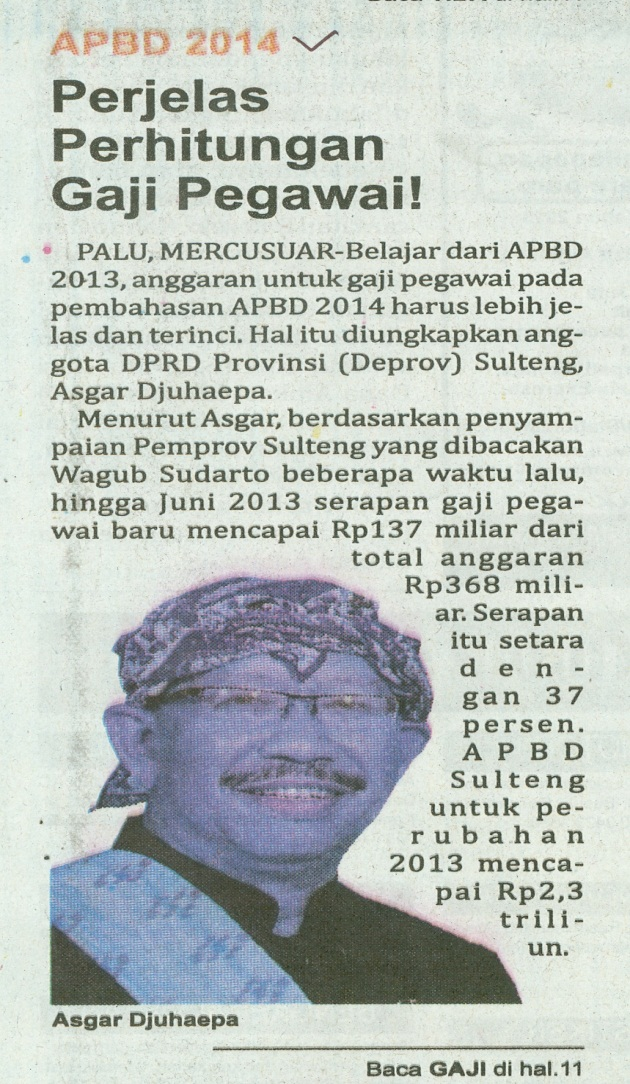 APBD 2014
Perjelas
Perhitungan
Gaji Pegawai!
PALU, MERCUSUAR-Belajar dari APBD
2013, anggaran untuk gaji pegawai pada
pembahasan APBD 2014 harus lebih je-
las dan terinci. Hal itu diungkapkan ang-
gota DPRD Provinsi (Deprov) Sulteng,
Asgar Djuhaepa.
Menurut Asgar, berdasarkan penyam-
paian Pemprov Sulteng yang dibacakan
Wagub Sudarto beberapa waktu lalu,
hingga Juni 2013 serapan gaji pega-
wai baru mencapai Rp137 miliar dari
total anggaran
Rp368 mili-
ar. Serapan
itu setara
den-
gan 37
persen.
APBD
Sulteng
untuk pe-
rubahan
2013 menca-
pai Rp2,3
trili-
un.
Asgar Djuhaepa
Baca GAJI di hal.11